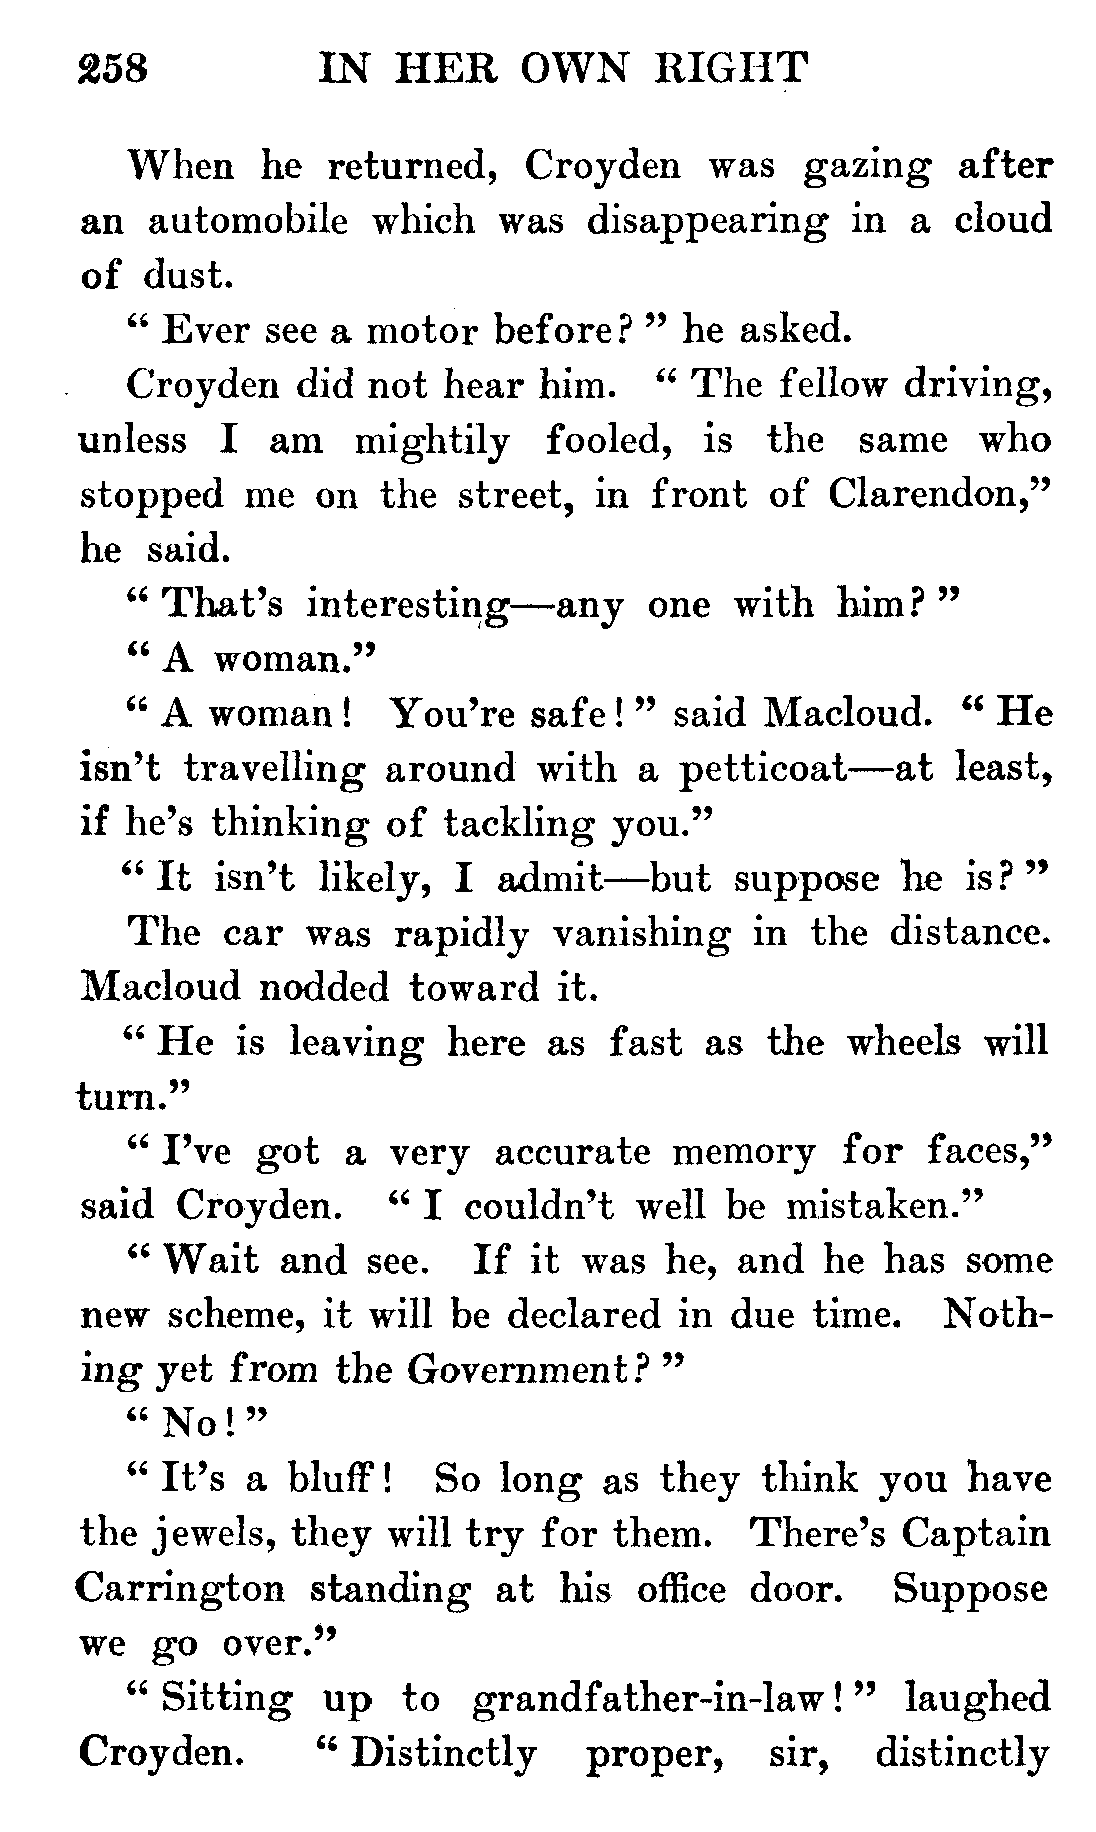 258 IN HER OWN RIGHT
When he returned, Croyden was gazing after
an automobile which was disappearing in a cloud
of dust.
“ Ever see a motor before? ” he asked.
Croyden did not hear him. “ The fellow driving,
unless I am mightily fooled, is the same who
stopped me on the street, in front of Clarendon,”
he said.
“ That’s interesting—any one with him? ”
“ A woman.”
“ A woman! You’re safe! ” said Macloud. “ He
isn’t travelling around with a petticoat—at least,
if he’s thinking of tackling you.”
“ It isn’t likely, I admit—but suppose he is? ”
The car was rapidly vanishing in the distance.
Macloud nodded toward it.
“ He is leaving here as fast as the wheels will
turn.”
“ I’ve got a very accurate memory for faces,”
said Croyden. “ I couldn’t well be mistaken.”
“ Wait and see. If it was he, and he has some
new scheme, it will be declared in due time. Noth-
ing yet from the Government? ”
“ No! ”
“ It’s a bluff! So long as they think you have
the jewels, they will try for them. There’s Captain
Carrington standing at his office door. Suppose
we go over.”
“ Sitting up to grandfather-in-law! ” laughed
Croyden. “ Distinctly proper, sir, distinctly